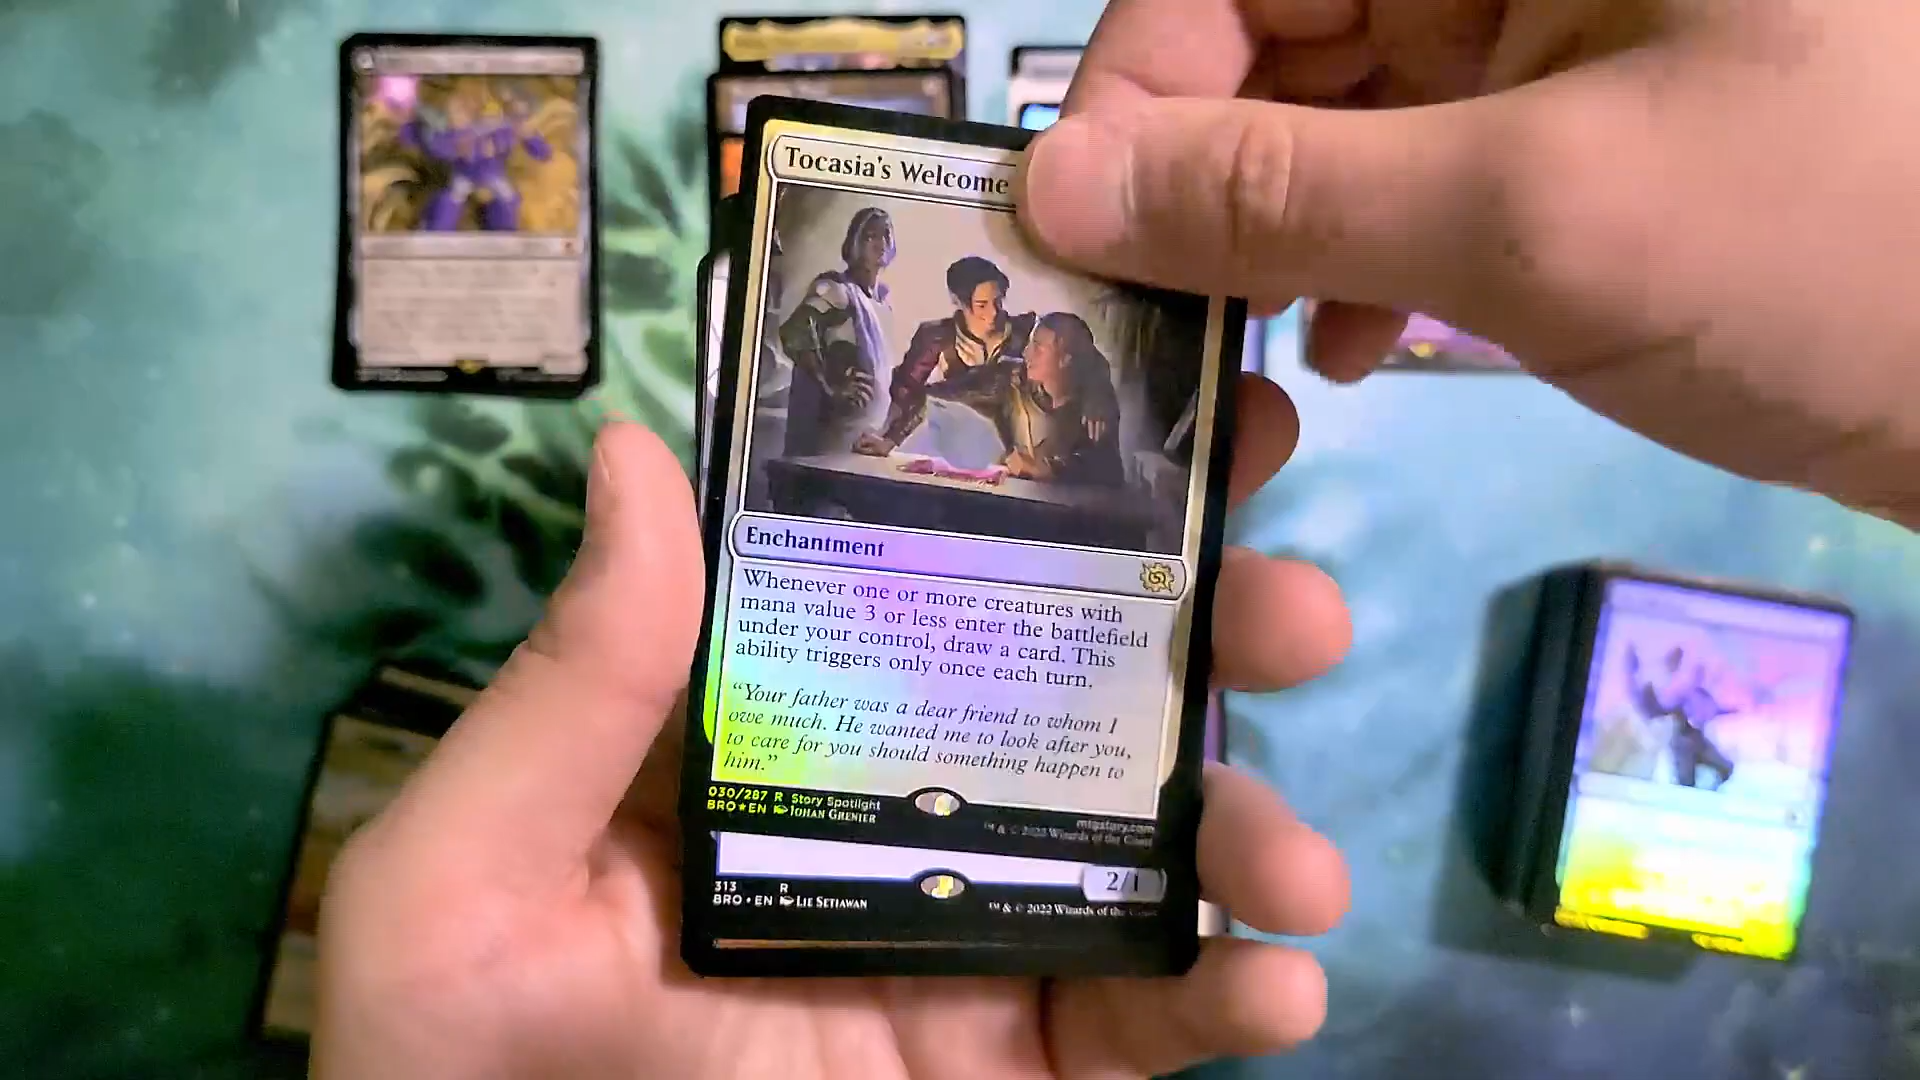 Tocasia's Welcome
Enchantment
Whenever one or more creatures with
mana value 3 or less enter the battlefield
under your control, draw a card. This
ability triggers only once each turn.
"Your father was a dear friend to whom I
owe much. He wanted me to look after you,
to care for you should something happen to
him."
030/287 R Story Spotlight
BRO★EN Johan Grenier
mtgstory.com
™ & © 2022 Wizards of the Coast
2/1
313 R
BRO•EN Lie Setiawan
™ & © 2022 Wizards of the